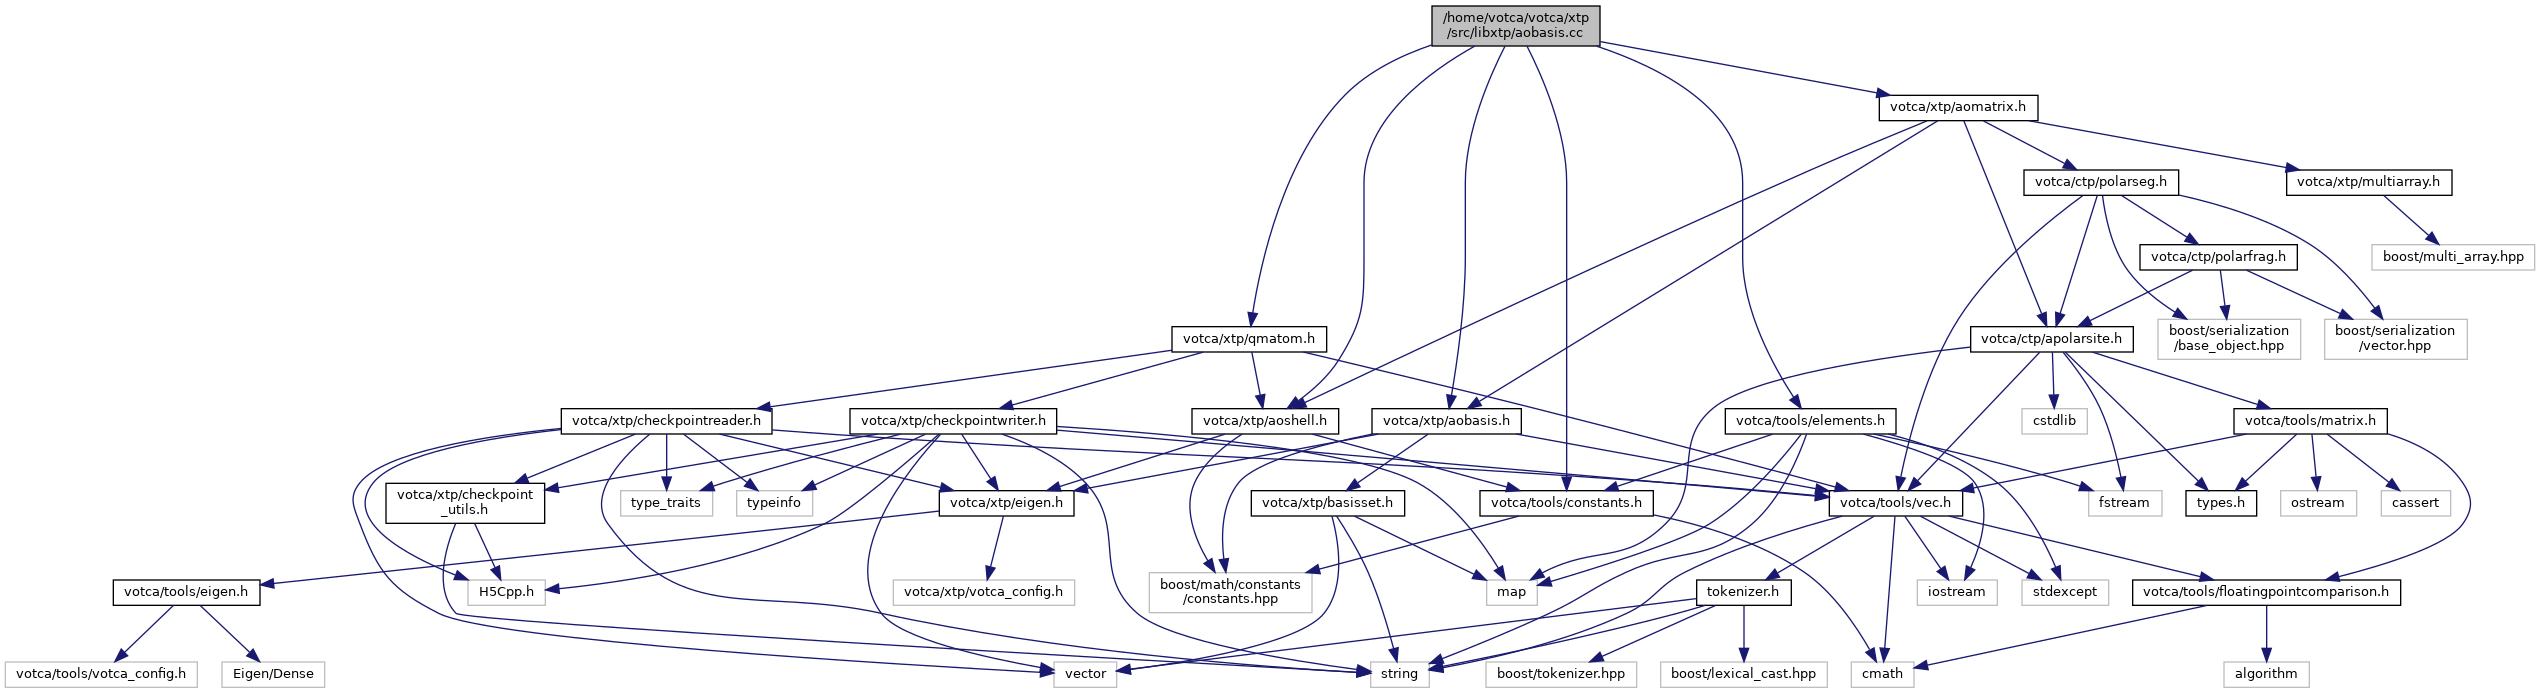 /home/votca/votca/xtp
/src/libxtp/aobasis.cc
votca/xtp/aomatrix.h
votca/ctp/polarseg.h
votca/xtp/multiarray.h
votca/ctp/polarfrag.h
boost/multi_array.hpp
votca/xtp/qmatom.h
votca/ctp/apolarsite.h
boost/serialization
/base_object.hpp
boost/serialization
/vector.hpp
votca/xtp/checkpointreader.h
votca/xtp/checkpointwriter.h
votca/xtp/aoshell.h
votca/xtp/aobasis.h
votca/tools/elements.h
cstdlib
votca/tools/matrix.h
votca/xtp/checkpoint
_utils.h
type_traits
typeinfo
votca/xtp/eigen.h
votca/xtp/basisset.h
votca/tools/constants.h
votca/tools/vec.h
fstream
types.h
ostream
cassert
votca/tools/eigen.h
H5Cpp.h
votca/xtp/votca_config.h
boost/math/constants
/constants.hpp
map
tokenizer.h
iostream
stdexcept
votca/tools/floatingpointcomparison.h
votca/tools/votca_config.h
Eigen/Dense
vector
string
boost/tokenizer.hpp
boost/lexical_cast.hpp
cmath
algorithm